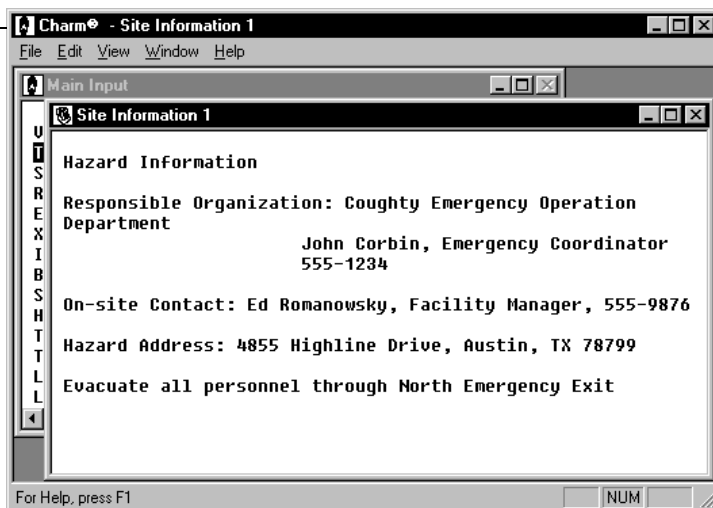 Charm® - Site Information 1
File Edit View Window Help
Main Input
Site Information 1
V
T
S
R
E
X
I
B
S
H
T
T
L
L
Hazard Information
Responsible Organization: Coughty Emergency Operation
Department
John Corbin, Emergency Coordinator
555-1234
On-site Contact: Ed Romanowsky, Facility Manager, 555-9876
Hazard Address: 4855 Highline Drive, Austin, TX 78799
Evacuate all personnel through North Emergency Exit
For Help, press F1
NUM